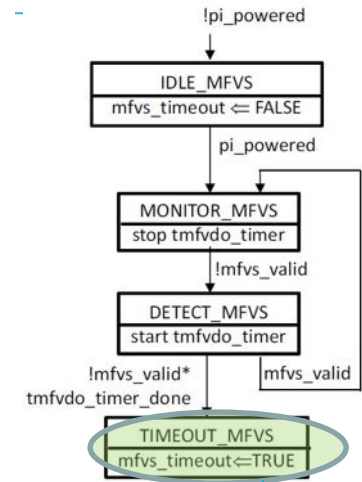 !pi_powered
IDLE_MFVS
mfvs_timeout ⇐ FALSE
pi_powered
MONITOR_MFVS
stop tmfvdo_timer
!mfvs_valid
DETECT_MFVS
start tmfvdo_timer
!mfvs_valid*
tmfvdo_timer_done
mfvs_valid
TIMEOUT_MFVS
mfvs_timeout⇐TRUE